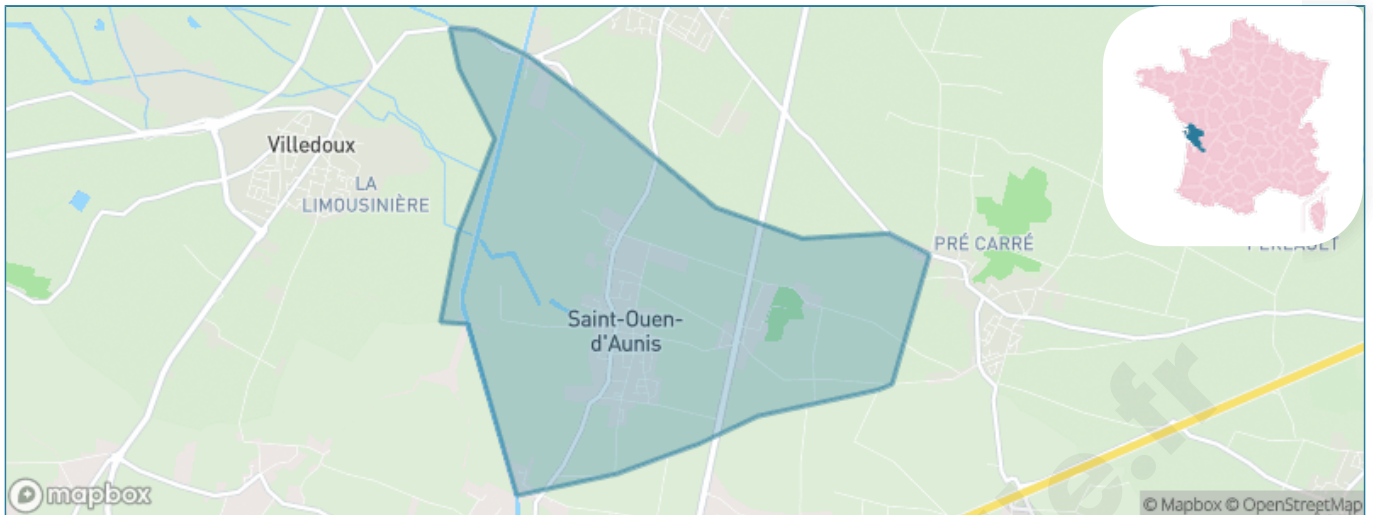 Villedoux
LA
LIMOUSINIÈRE
PRÉ CARRÉ
Saint-Ouen-
d'Aunis
mapbox
© Mapbox © OpenStreetMap